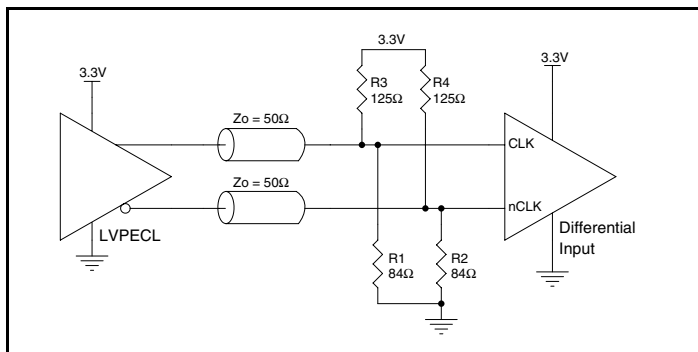 3.3V
3.3V
3.3V
R3
125Ω
R4
125Ω
Zo = 50Ω
CLK
Zo = 50Ω
nCLK
LVPECL
Differential
Input
R1
84Ω
R2
84Ω